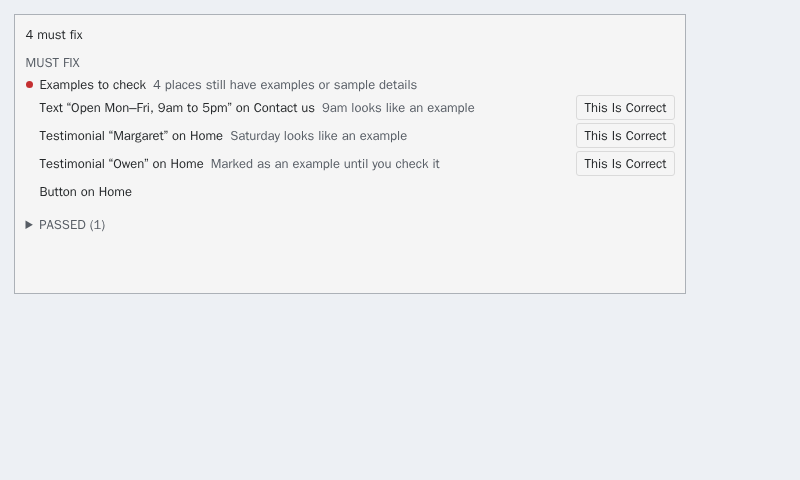 4 must fix
MUST FIX
Examples to check 4 places still have examples or sample details
Text “Open Mon–Fri, 9am to 5pm” on Contact us 9am looks like an example This Is Correct
Testimonial “Margaret” on Home Saturday looks like an example This Is Correct
Testimonial “Owen” on Home Marked as an example until you check it This Is Correct
Button on Home
PASSED (1)